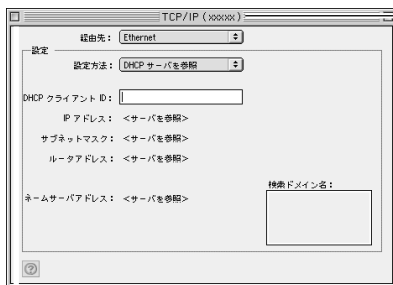 TCP/IP (xxxxx)
経由先： Ethernet
設定
設定方法： DHCP サーバを参照
DHCP クライアント ID：
IP アドレス： <サーバを参照>
サブネットマスク： <サーバを参照>
ルータアドレス： <サーバを参照>
検索ドメイン名：
ネームサーバアドレス： <サーバを参照>
?